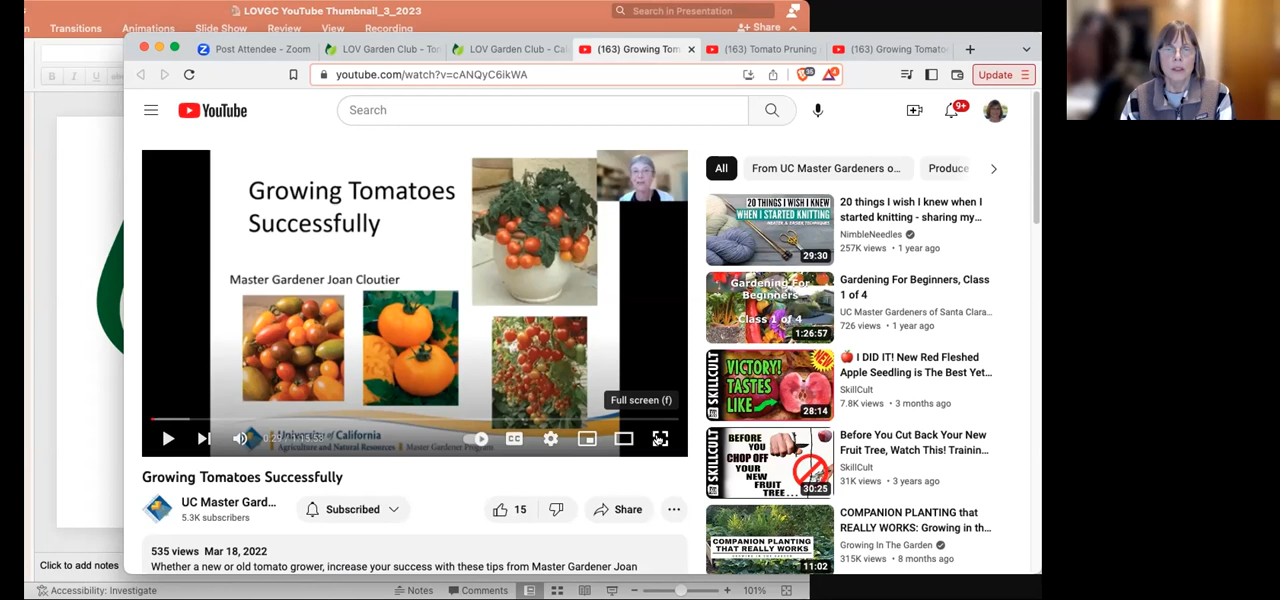 LOVGC YouTube Thumbnail_3_2023
Search in Presentation
Transitions Animations Slide Show Review View Recording
Share
Post Attendee - Zoom
LOV Garden Club - Tor
LOV Garden Club - Cal
(163) Growing Tom
(163) Tomato Pruning
(163) Growing Tomato
youtube.com/watch?v=cANQyC6ikWA
Update
YouTube
Search
9+
Growing Tomatoes
Successfully
Master Gardener Joan Cloutier
Full screen (f)
University of California
Agriculture and Natural Resources Master Gardener Program
CC
Growing Tomatoes Successfully
UC Master Gard...
5.3K subscribers
Subscribed
15
Share
535 views Mar 18, 2022
Whether a new or old tomato grower, increase your success with these tips from Master Gardener Joan
All
From UC Master Gardeners o...
Produce
20 THINGS I WISH I KNEW
WHEN I STARTED KNITTING
NEATER & EASIER TECHNIQUES
29:30
20 things I wish I knew when I
started knitting - sharing my...
NimbleNeedles
257K views • 1 year ago
Gardening For
Beginners
Class 1 of 4
1:26:57
Gardening For Beginners, Class
1 of 4
UC Master Gardeners of Santa Clara...
726 views • 1 year ago
SKILLCULT
VICTORY!
TASTES
LIKE
NEW
28:14
I DID IT! New Red Fleshed
Apple Seedling is The Best Yet...
SkillCult
7.8K views • 3 months ago
SKILLCULT
BEFORE
YOU
CHOP OFF
YOUR
NEW
FRUIT
TREE...
30:25
Before You Cut Back Your New
Fruit Tree, Watch This! Trainin...
SkillCult
31K views • 3 years ago
COMPANION PLANTING
THAT REALLY WORKS
11:02
COMPANION PLANTING that
REALLY WORKS: Growing in th...
Growing In The Garden
315K views • 8 months ago
Click to add notes
Accessibility: Investigate
Notes
Comments
101%